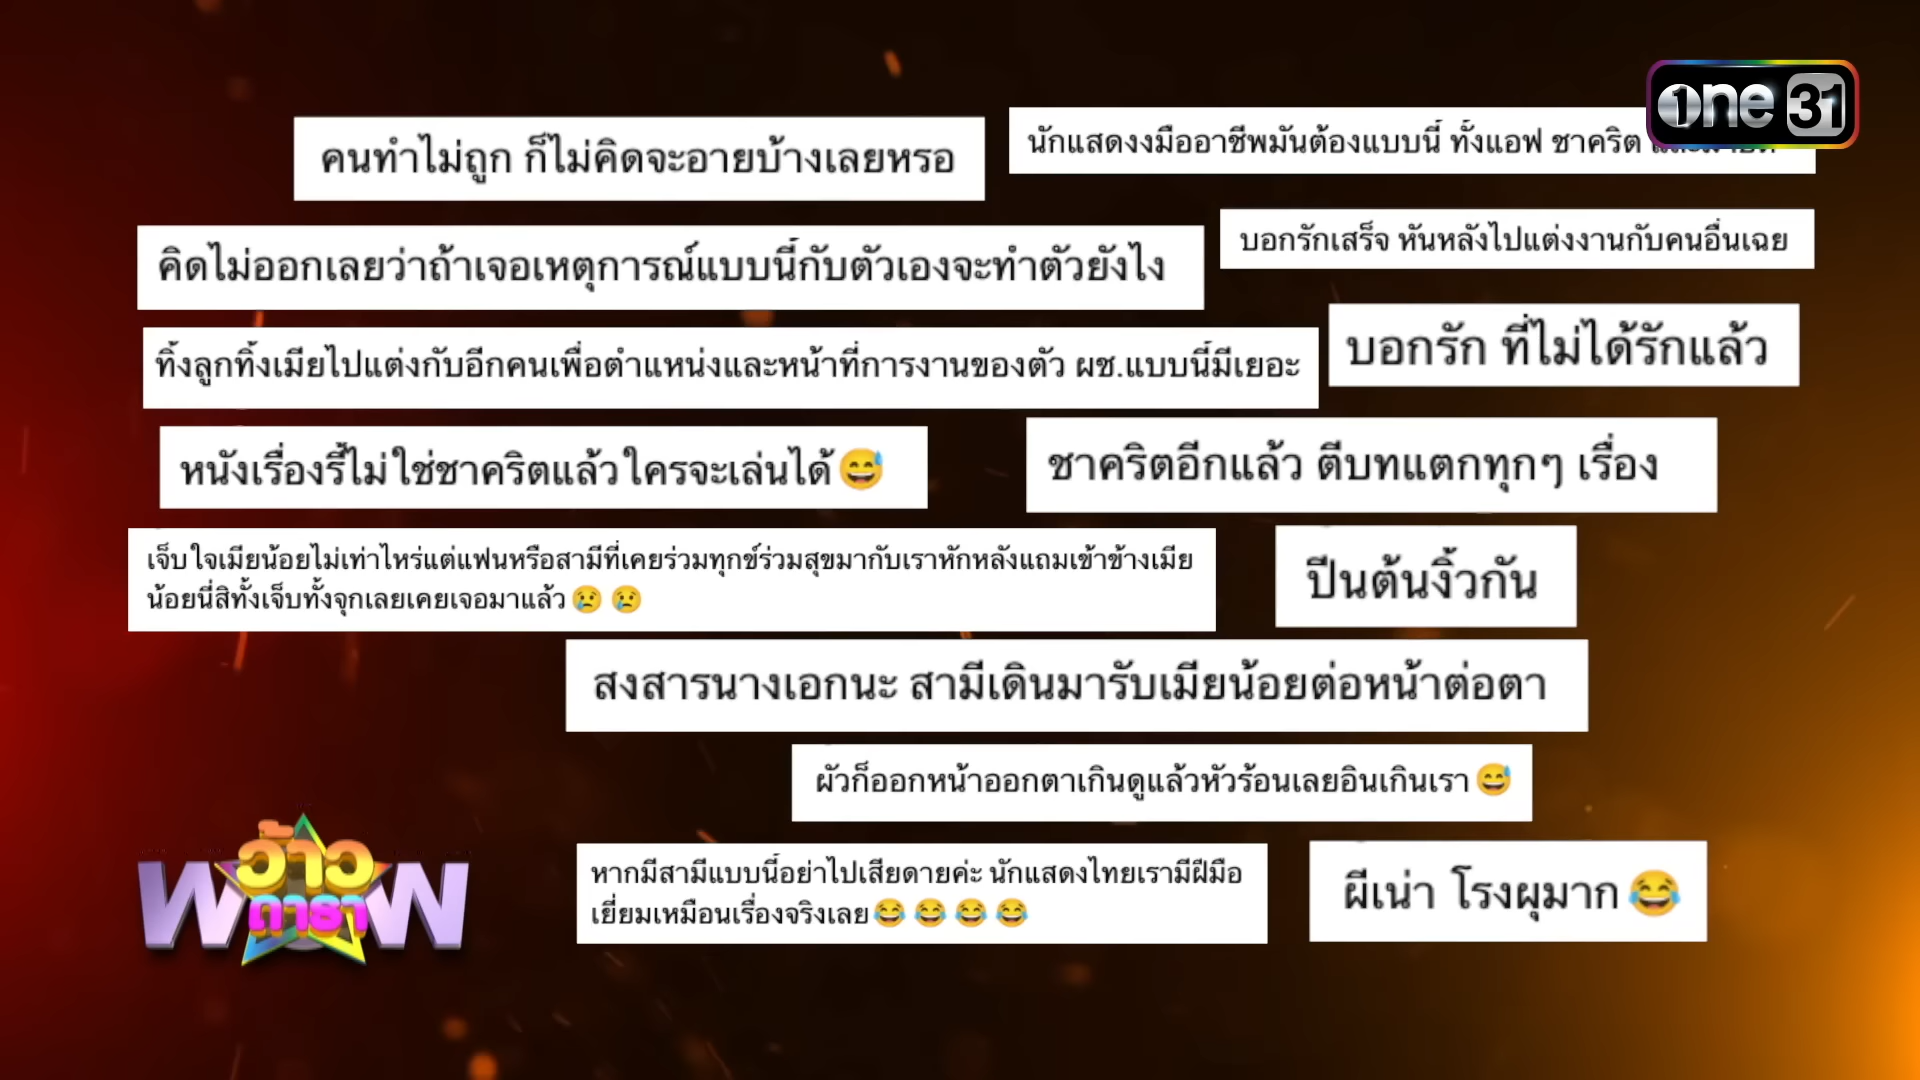 one31
คนทำไม่ถูก ก็ไม่คิดจะอายบ้างเลยหรอ
นักแสดงงมืออาชีพมันต้องแบบนี้ ทั้งแอฟ ชาคริต
คิดไม่ออกเลยว่าถ้าเจอเหตุการณ์แบบนี้กับตัวเองจะทำตัวยังไง
บอกรักเสร็จ หันหลังไปแต่งงานกับคนอื่นเฉย
ทิ้งลูกทิ้งเมียไปแต่งกับอีกคนเพื่อตำแหน่งและหน้าที่การงานของตัว ผช.แบบนี้มีเยอะ
บอกรัก ที่ไม่ได้รักแล้ว
หนังเรื่องรี้ไม่ใช่ชาคริตแล้วใครจะเล่นได้😅
ชาคริตอีกแล้ว ตีบทแตกทุกๆ เรื่อง
เจ็บใจเมียน้อยไม่เท่าไหร่แต่แฟนหรือสามีที่เคยร่วมทุกข์ร่วมสุขมากับเราหักหลังแถมเข้าข้างเมีย
น้อยนี่สิทั้งเจ็บทั้งจุกเลยเคยเจอมาแล้ว😢 😢
ปีนต้นงิ้วกัน
สงสารนางเอกนะ สามีเดินมารับเมียน้อยต่อหน้าต่อตา
ผัวก็ออกหน้าออกตาเกินดูแล้วหัวร้อนเลยอินเกินเรา😅
หากมีสามีแบบนี้อย่าไปเสียดายค่ะ นักแสดงไทยเรามีฝีมือ
เยี่ยมเหมือนเรื่องจริงเลย😂 😂 😂 😂
ผีเน่า โรงผุมาก😂
ว้าว
ดารา
WOW